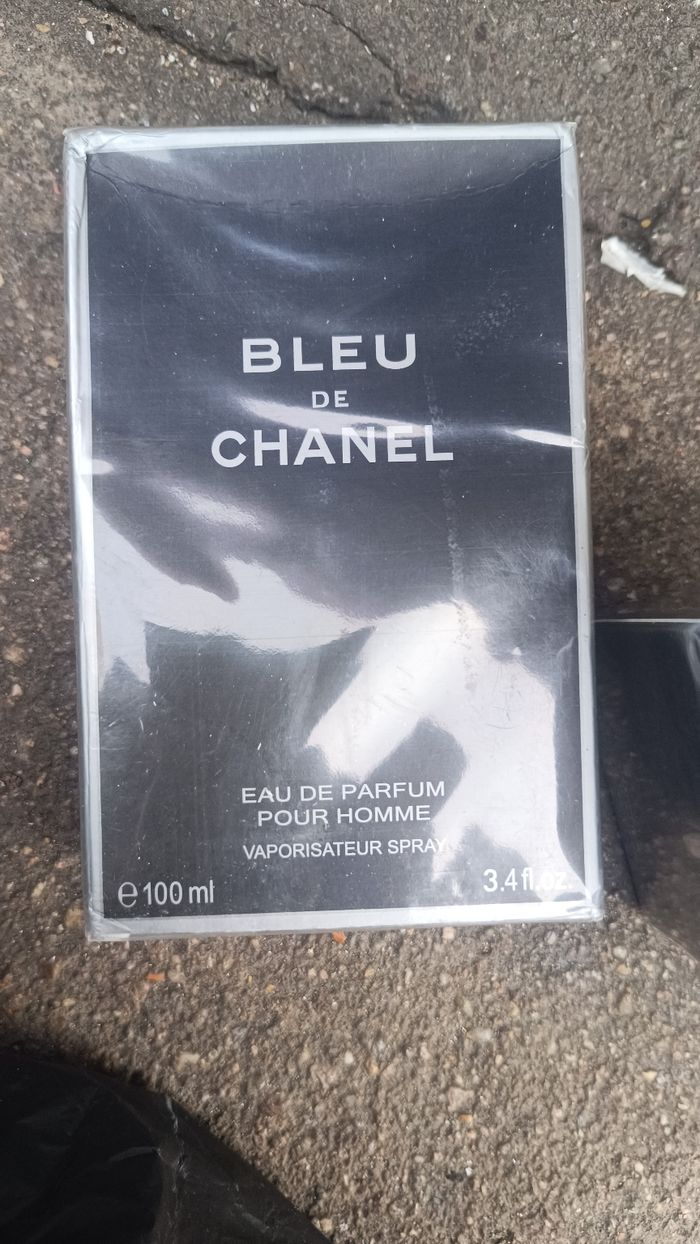 BLEU
DE
CHANEL
EAU DE PARFUM
POUR HOMME
VAPORISATEUR SPRAY
e 100 ml
3.4 fl.oz.